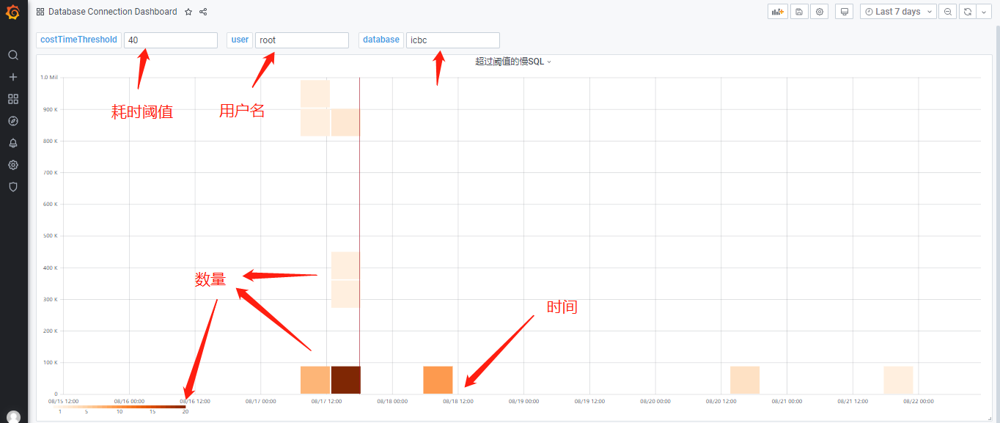 Database Connection Dashboard
Last 7 days
costTimeThreshold 40 user root database icbc
超过阈值的慢SQL
耗时阈值
用户名
1.0 Mil
900 K
800 K
700 K
600 K
500 K
400 K
300 K
200 K
100 K
0
数量
时间
08/15 12:00 08/16 00:00 08/16 12:00 08/17 00:00 08/17 12:00 08/18 00:00 08/18 12:00 08/19 00:00 08/19 12:00 08/20 00:00 08/20 12:00 08/21 00:00 08/21 12:00 08/22 00:00
1 5 10 15 20